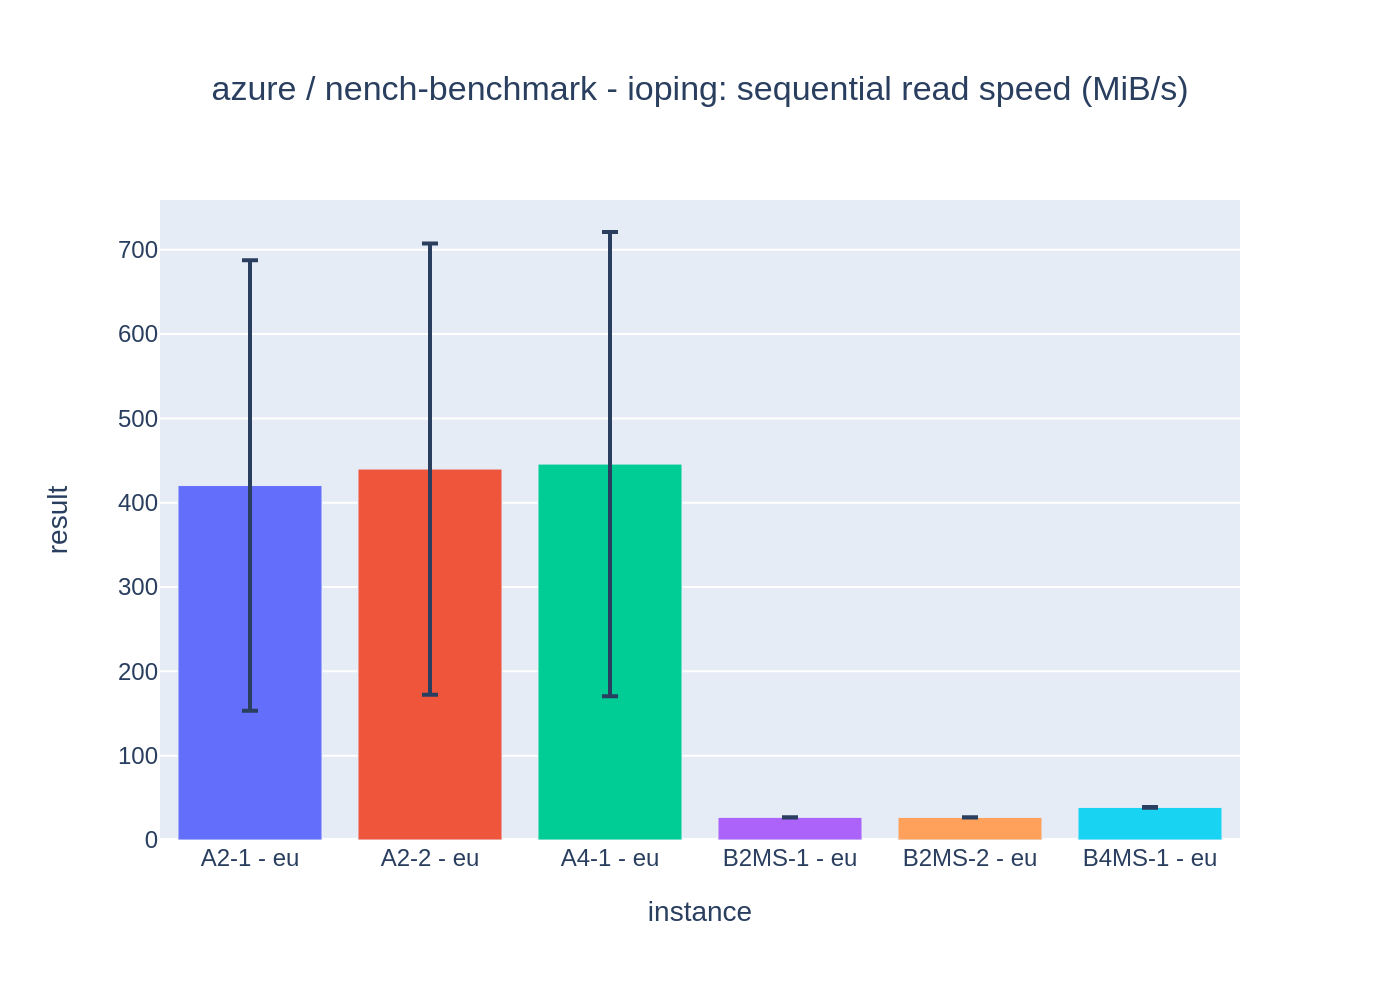 azure / nench-benchmark - ioping: sequential read speed (MiB/s)
700
600
500
400
300
200
100
0
result
A2-1 - eu
A2-2 - eu
A4-1 - eu
B2MS-1 - eu
B2MS-2 - eu
B4MS-1 - eu
instance